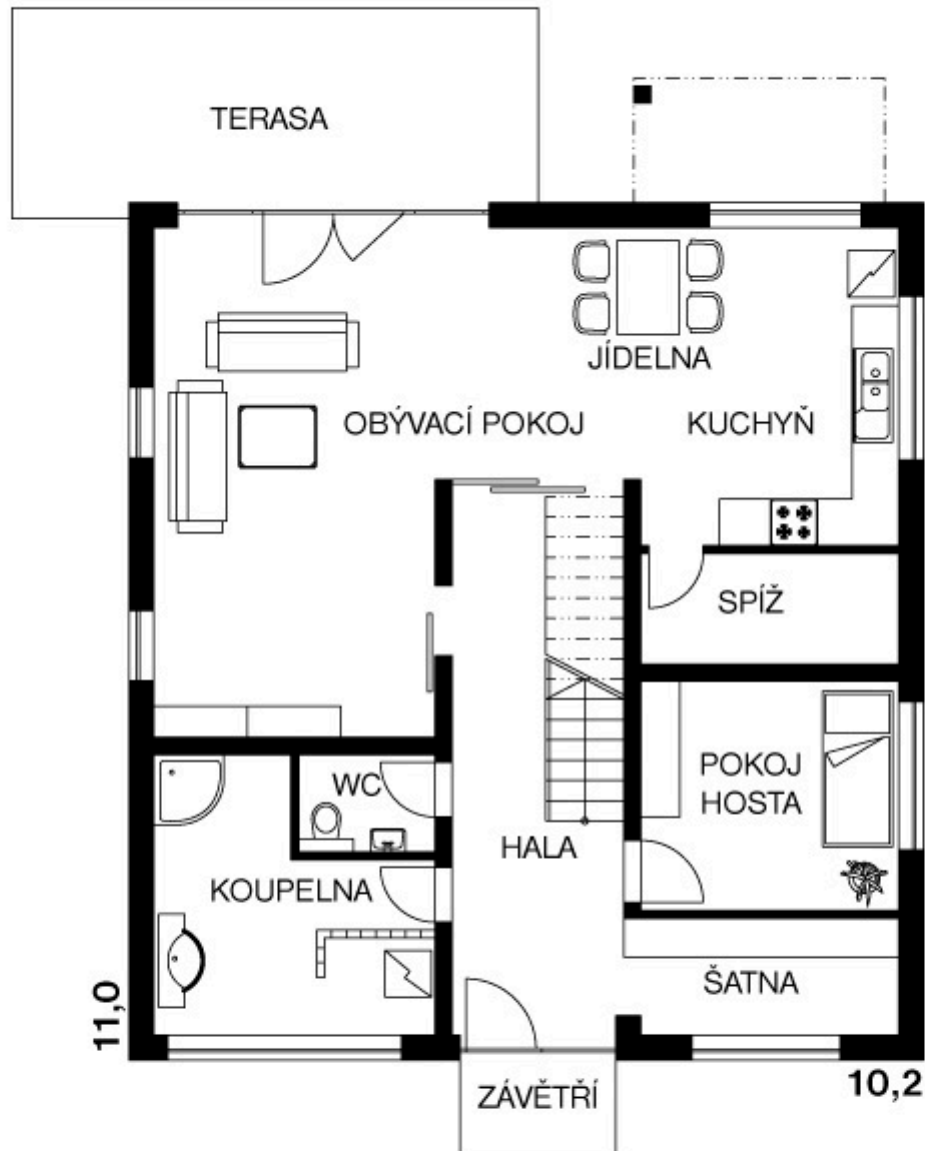 TERASA
JÍDELNA
OBÝVACÍ POKOJ
KUCHYŇ
SPÍŽ
WC
POKOJ
HOSTA
HALA
KOUPELNA
ŠATNA
11,0
10,2
ZÁVĚTŘÍ